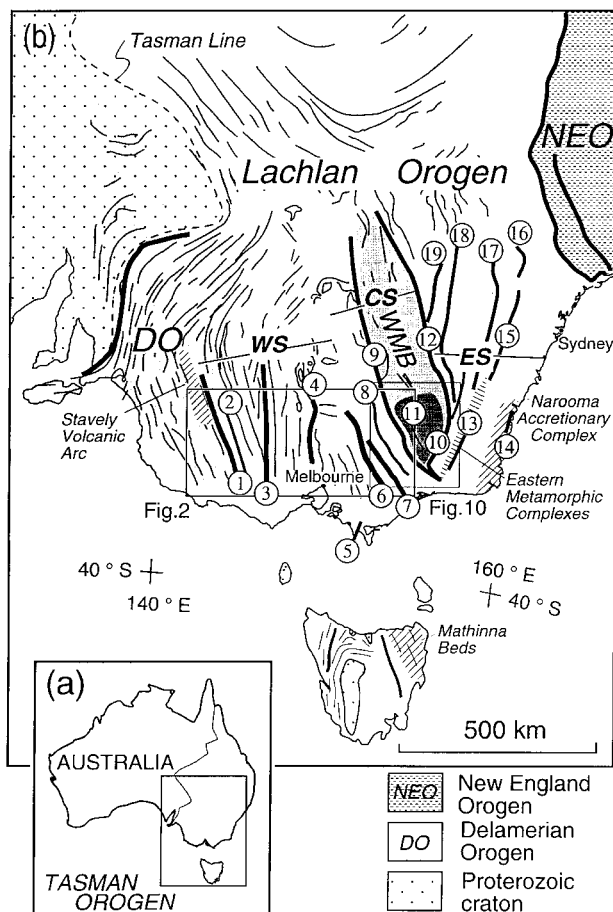 (b)
Tasman Line
NEO
Lachlan Orogen
18
19
17
16
CS
DO
WS
WMB
12
ES
15
9
Sydney
4
8
2
Stavely
Volcanic
Arc
11
13
Narooma
Accretionary
Complex
10
14
Melbourne
1
3
6
7
Eastern
Metamorphic
Complexes
Fig.2
Fig.10
5
40 ° S
140 ° E
160 ° E
40 ° S
Mathinna
Beds
(a)
AUSTRALIA
TASMAN
OROGEN
500 km
NEO New England
Orogen
DO Delamerian
Orogen
Proterozoic
craton